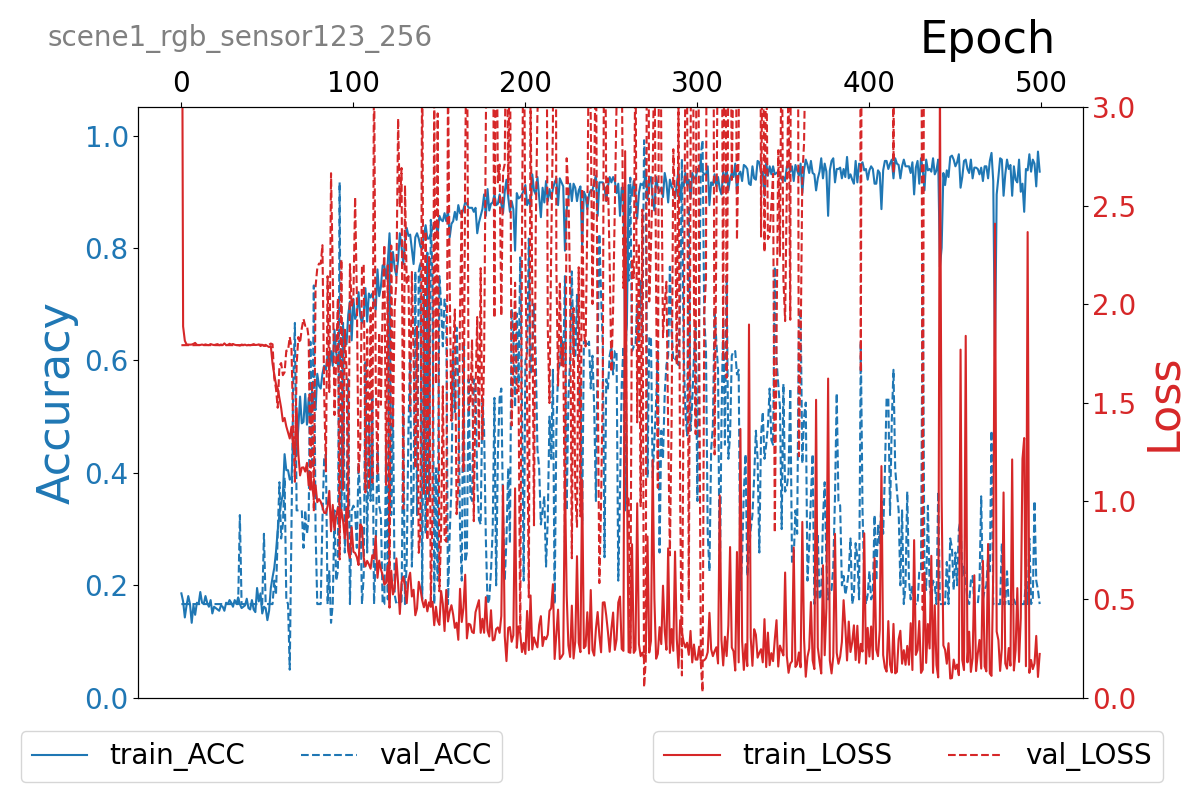 scene1_rgb_sensor123_256
Epoch
0 100 200 300 400 500
Accuracy
1.0
0.8
0.6
0.4
0.2
0.0
3.0
2.5
2.0
1.5
1.0
0.5
0.0
Loss
train_ACC val_ACC
train_LOSS val_LOSS